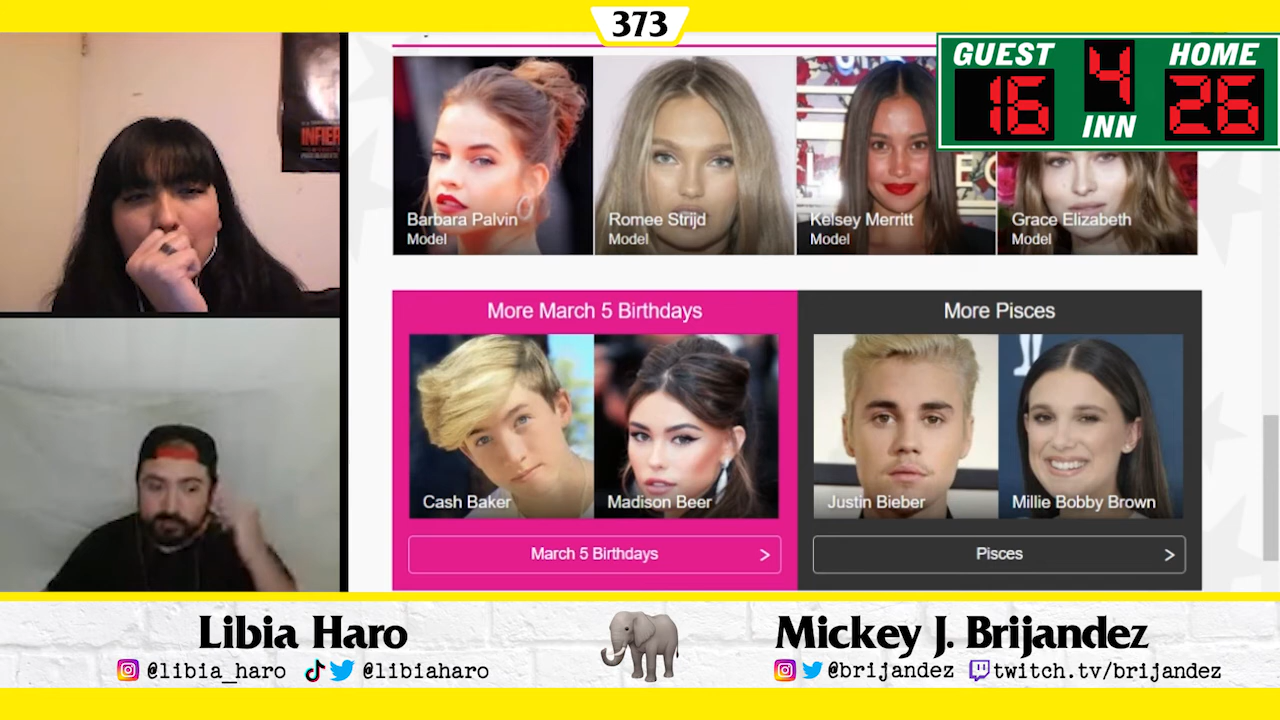 373
GUEST
HOME
16
4
26
INN
INFIE
Barbara Palvin
Model
Romee Strijd
Model
Kelsey Merritt
Model
Grace Elizabeth
Model
More March 5 Birthdays
More Pisces
Cash Baker
Madison Beer
Justin Bieber
Millie Bobby Brown
March 5 Birthdays >
Pisces >
Libia Haro
@libia_haro
@libiaharo
Mickey J. Brijandez
@brijandez
twitch.tv/brijandez